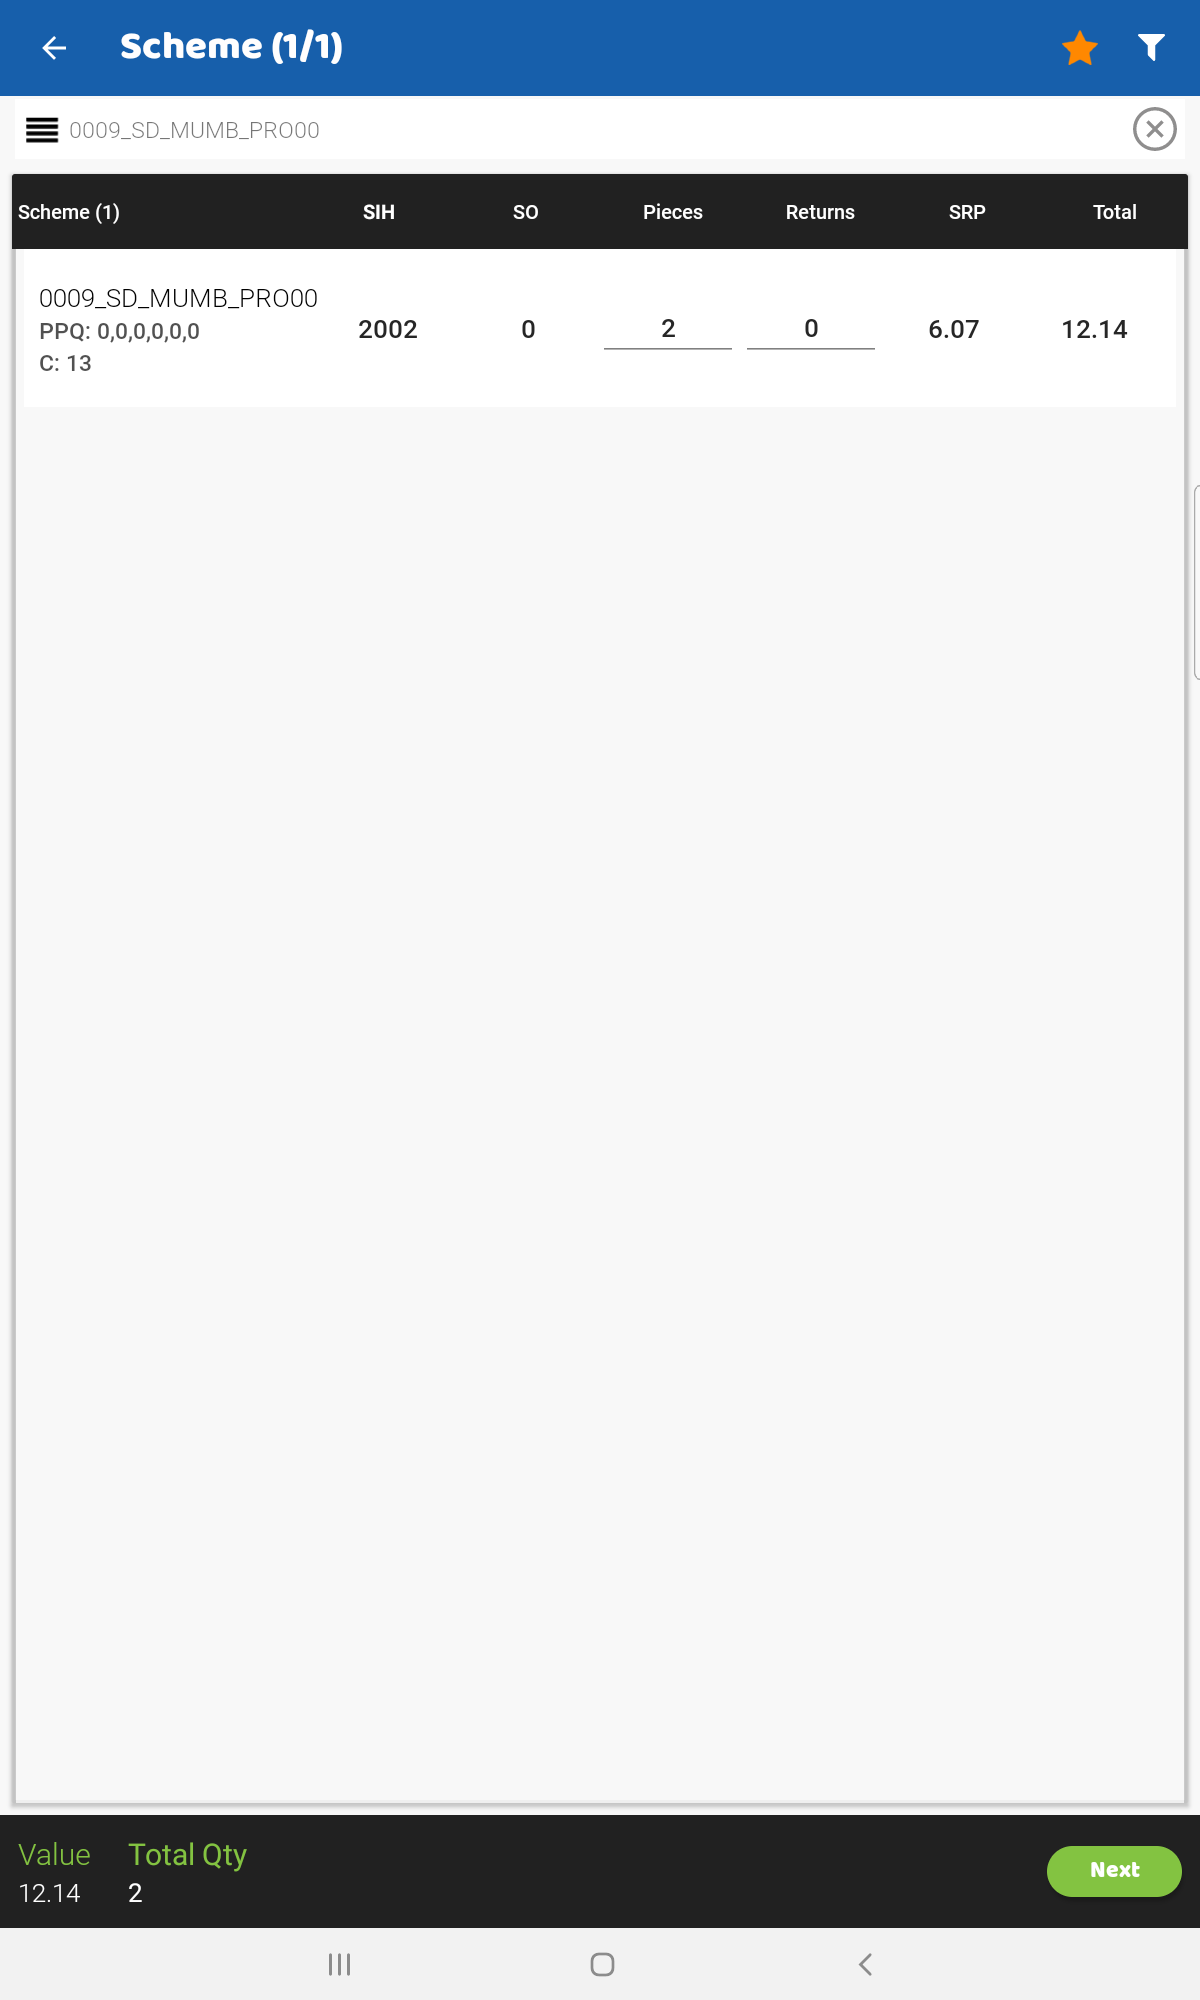 Scheme (1/1)
0009_SD_MUMB_PRO00
Scheme (1) SIH SO Pieces Returns SRP Total
0009_SD_MUMB_PRO00
PPQ: 0,0,0,0,0,0
C: 13
2002 0 2 0 6.07 12.14
Value Total Qty
12.14 2
Next